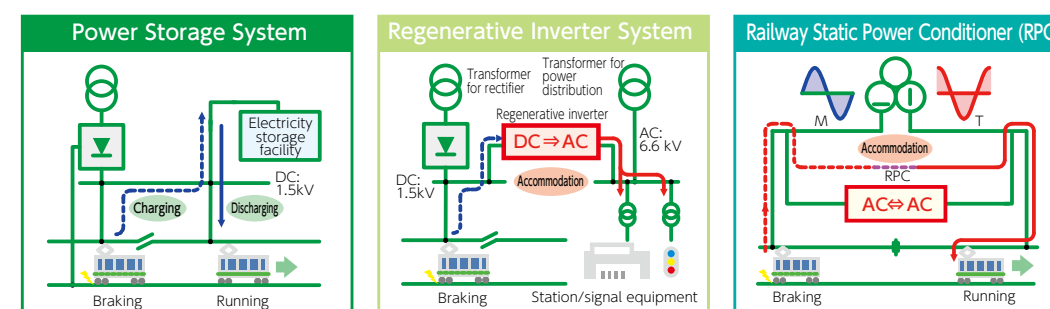 Power Storage System
Electricity
storage
facility
DC:
1.5kV
Charging
Discharging
Braking
Running
Regenerative Inverter System
Transformer
for rectifier
Transformer for
power
distribution
Regenerative inverter
DC⇒AC
AC:
6.6 kV
DC:
1.5kV
Accommodation
Braking
Station/signal equipment
Railway Static Power Conditioner (RPC
M
T
Accommodation
RPC
AC⇔AC
Braking
Running